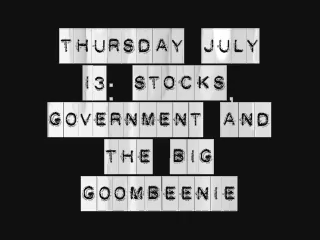 THURSDAY JULY
13: STOCKS,
GOVERNMENT AND
THE BIG
GOOMBEENIE